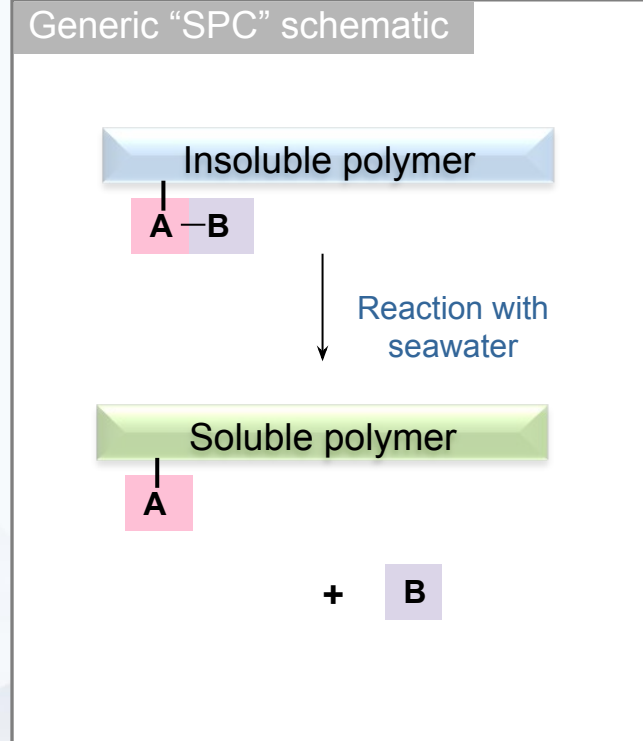 Generic “SPC” schematic
Insoluble polymer
A – B
Reaction with
seawater
Soluble polymer
A
+ B